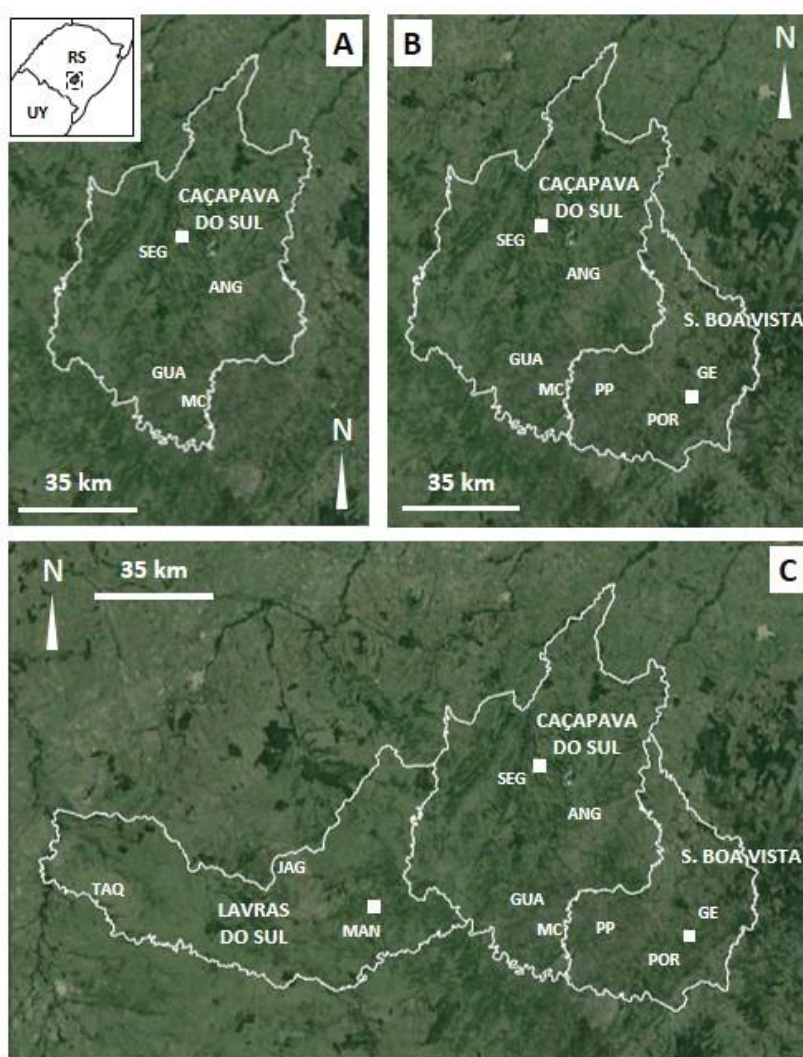 RS
UY
A
CAÇAPAVA
DO SUL
SEG
ANG
GUA
MC
N
35 km
B
N
CAÇAPAVA
DO SUL
SEG
ANG
S. BOA VISTA
GUA
MC
PP
GE
POR
35 km
N
35 km
C
CAÇAPAVA
DO SUL
SEG
ANG
S. BOA VISTA
JAG
TAQ
LAVRAS
DO SUL
MAN
GUA
MC
PP
GE
POR